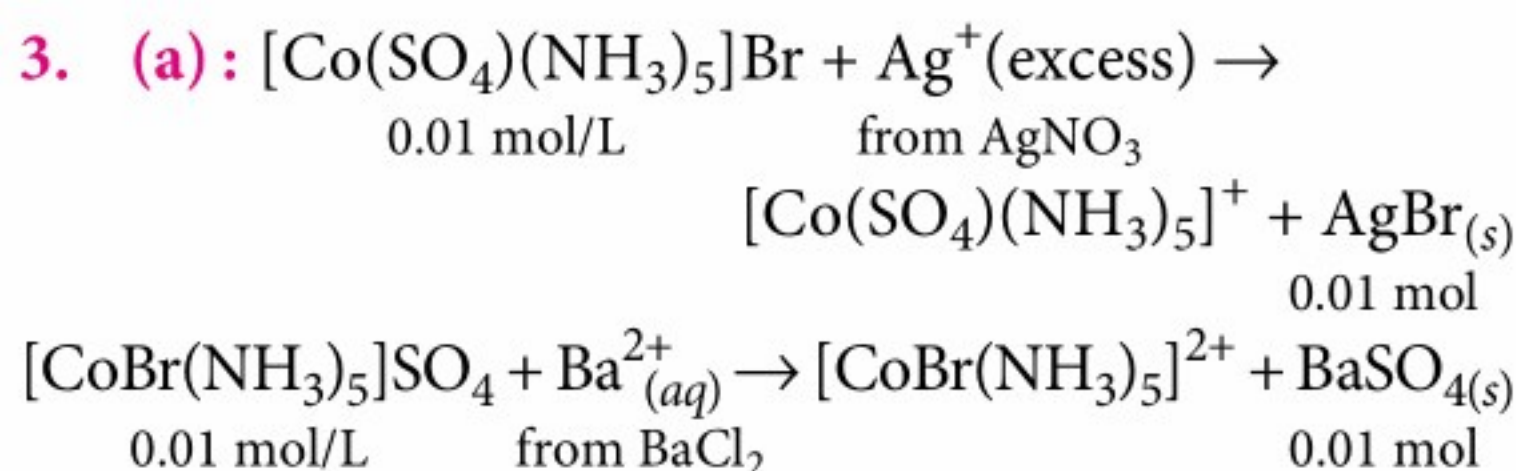 3. (a) : [Co(SO₄)(NH₃)₅]Br + Ag⁺(excess) →
0.01 mol/L from AgNO₃
[Co(SO₄)(NH₃)₅]⁺ + AgBr₍s₎
0.01 mol
[CoBr(NH₃)₅]SO₄ + Ba²⁺₍aq₎ → [CoBr(NH₃)₅]²⁺ + BaSO₄₍s₎
0.01 mol/L from BaCl₂ 0.01 mol